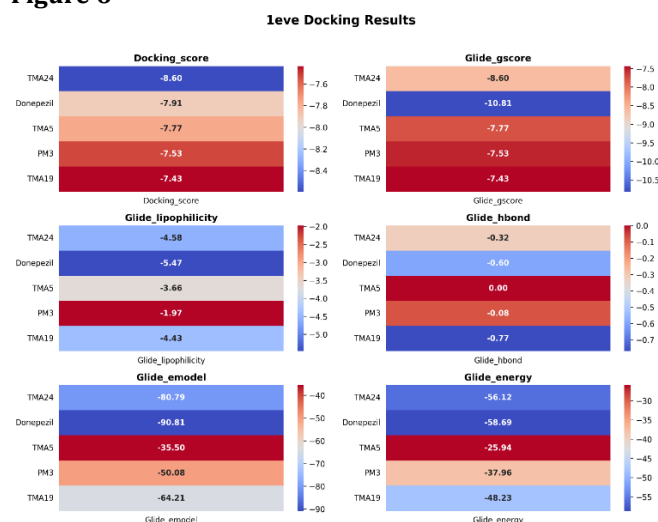 Figure 6
1eve Docking Results
Docking_score
TMA24 -8.60
Donepezil -7.91
TMA5 -7.77
PM3 -7.53
TMA19 -7.43
−7.6
−7.8
−8.0
−8.2
−8.4
Docking_score
Glide_gscore
-8.60
-10.81
-7.77
-7.53
-7.43
−7.5
−8.0
−8.5
−9.0
−9.5
−10.0
−10.5
Glide_gscore
Glide_lipophilicity
TMA24 -4.58
Donepezil -5.47
TMA5 -3.66
PM3 -1.97
TMA19 -4.43
−2.0
−2.5
−3.0
−3.5
−4.0
−4.5
−5.0
Glide_lipophilicity
Glide_hbond
TMA24 -0.32
Donepezil -0.60
TMA5 0.00
PM3 -0.08
TMA19 -0.77
0.0
−0.1
−0.2
−0.3
−0.4
−0.5
−0.6
−0.7
Glide_hbond
Glide_emodel
TMA24 -80.79
Donepezil -90.81
TMA5 -35.50
PM3 -50.08
TMA19 -64.21
−40
−50
−60
−70
−80
−90
Glide_emodel
Glide_energy
TMA24 -56.12
Donepezil -58.69
TMA5 -25.94
PM3 -37.96
TMA19 -48.23
−30
−35
−40
−45
−50
−55
Glide_energy